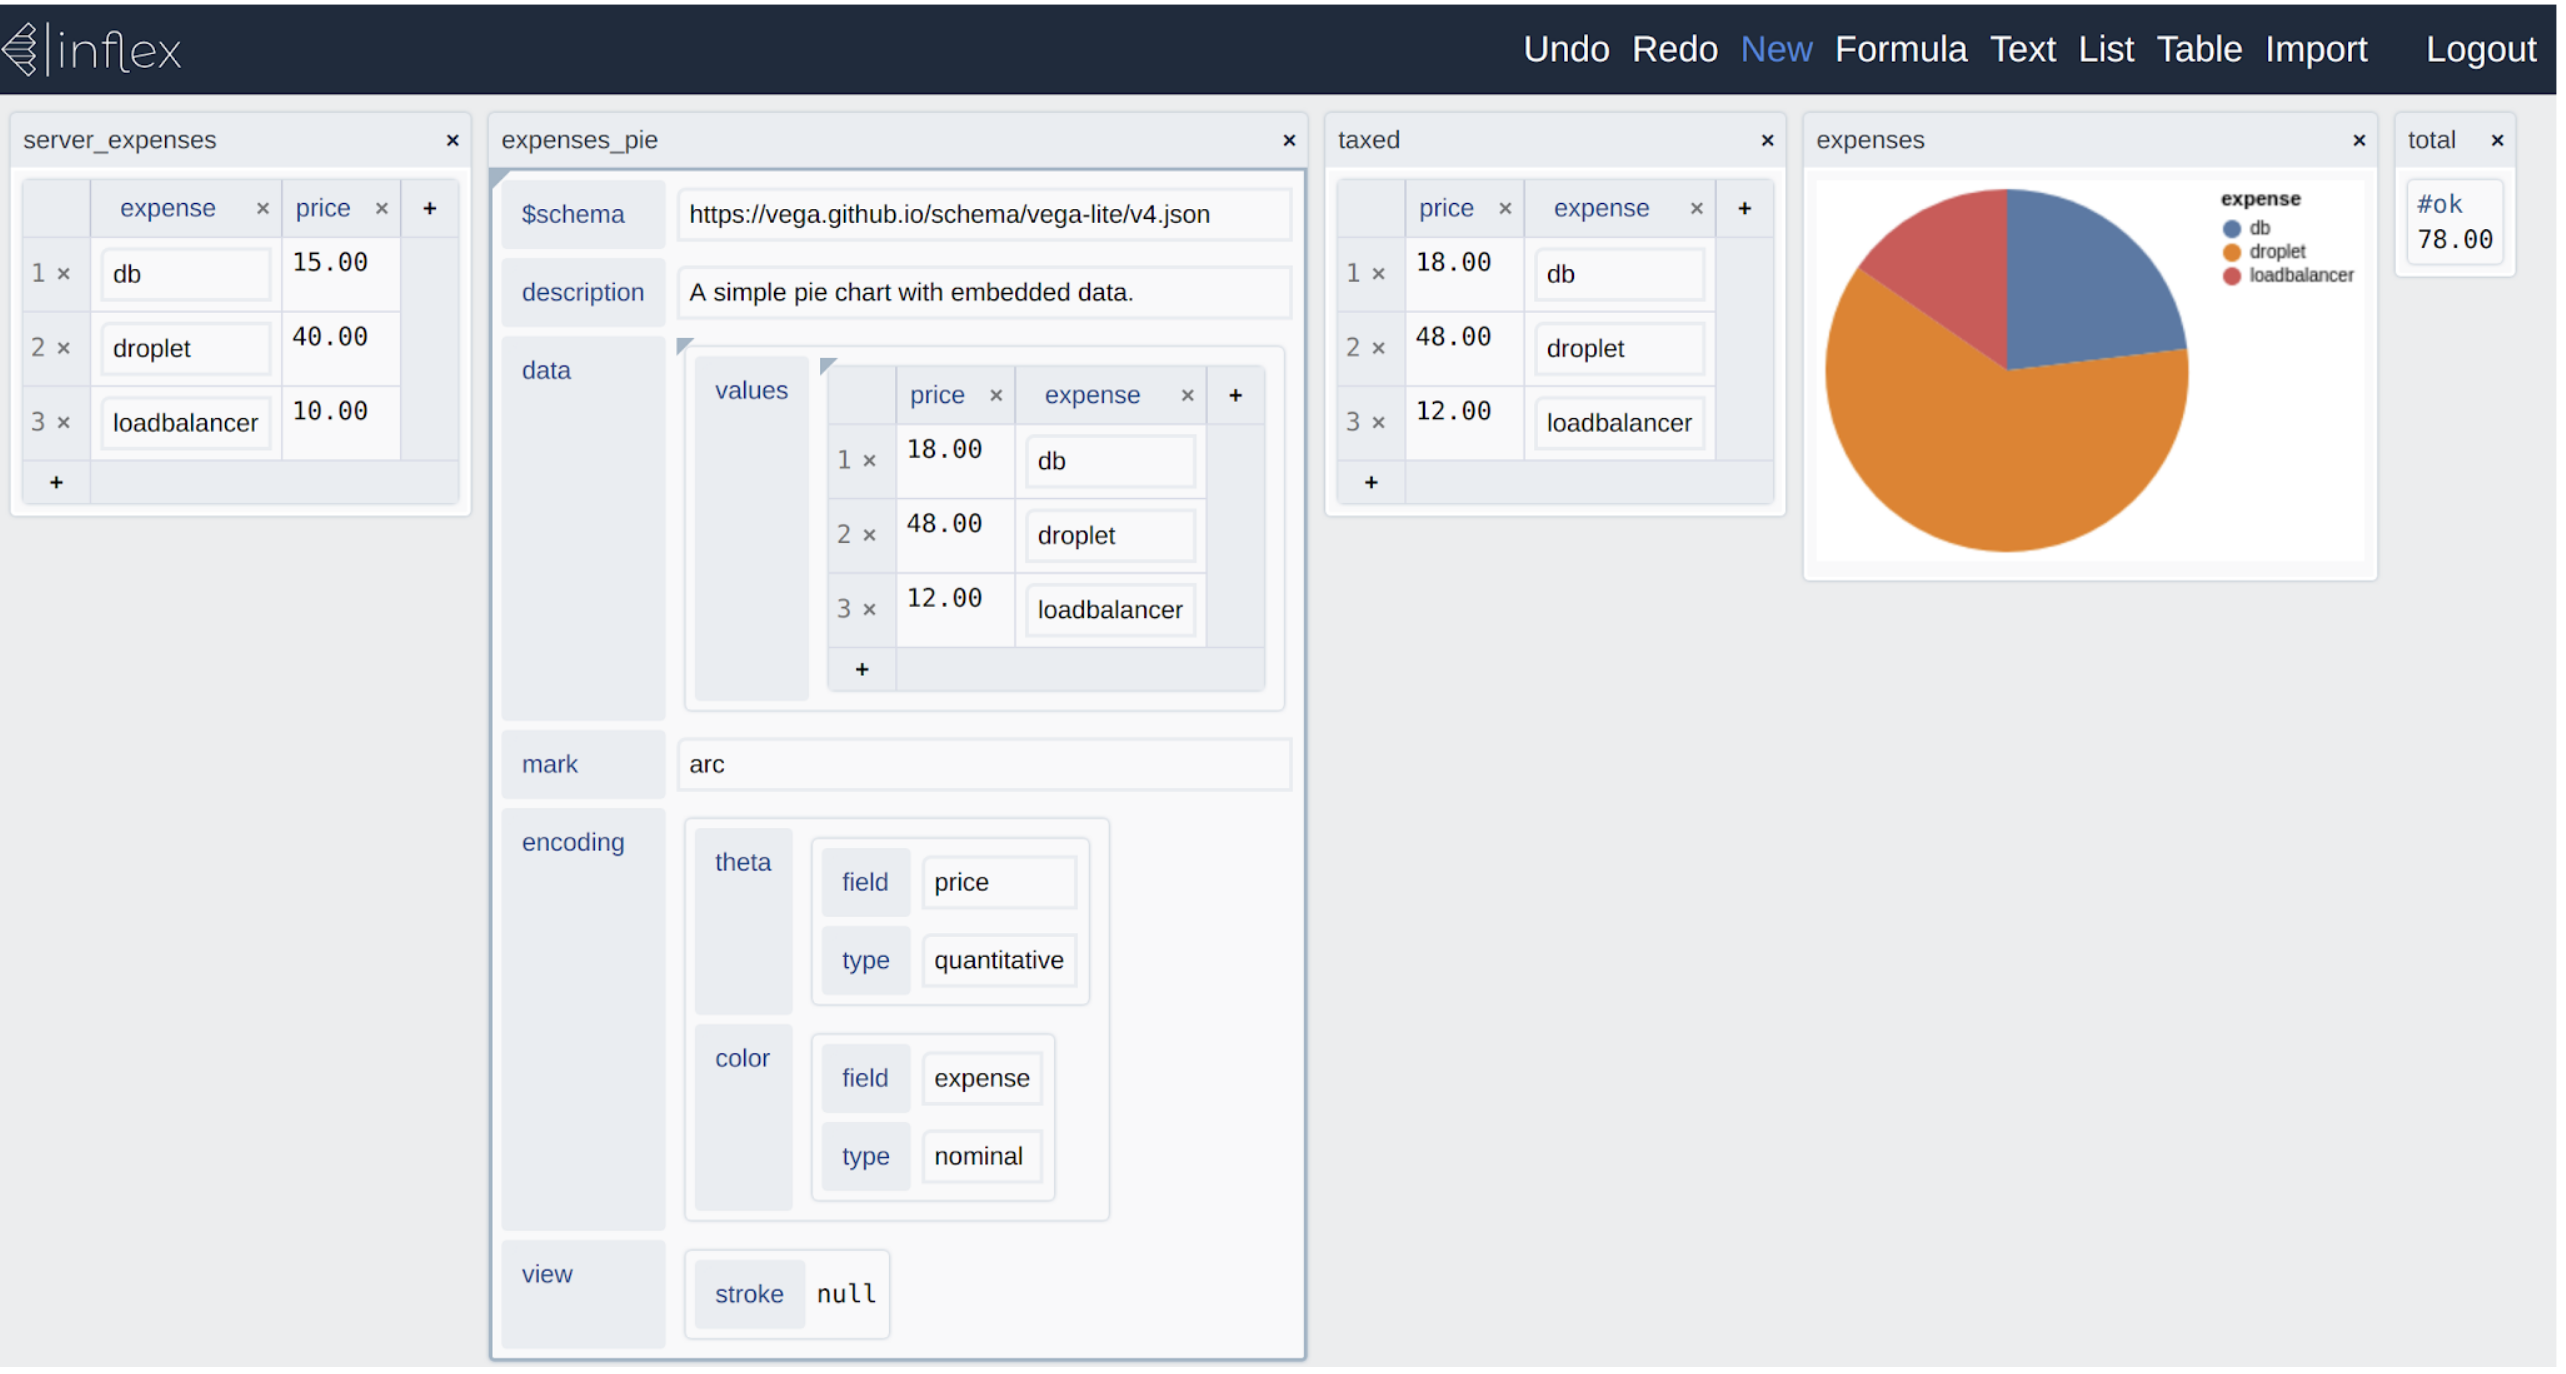 inflex
Undo Redo New Formula Text List Table Import Logout
server_expenses ×
expense × price × +
1 × db 15.00
2 × droplet 40.00
3 × loadbalancer 10.00
+
expenses_pie ×
$schema https://vega.github.io/schema/vega-lite/v4.json
description A simple pie chart with embedded data.
data
values
price × expense × +
1 × 18.00 db
2 × 48.00 droplet
3 × 12.00 loadbalancer
+
mark arc
encoding
theta
field price
type quantitative
color
field expense
type nominal
view
stroke null
taxed ×
price × expense × +
1 × 18.00 db
2 × 48.00 droplet
3 × 12.00 loadbalancer
+
expenses ×
expense
db
droplet
loadbalancer
total ×
#ok
78.00